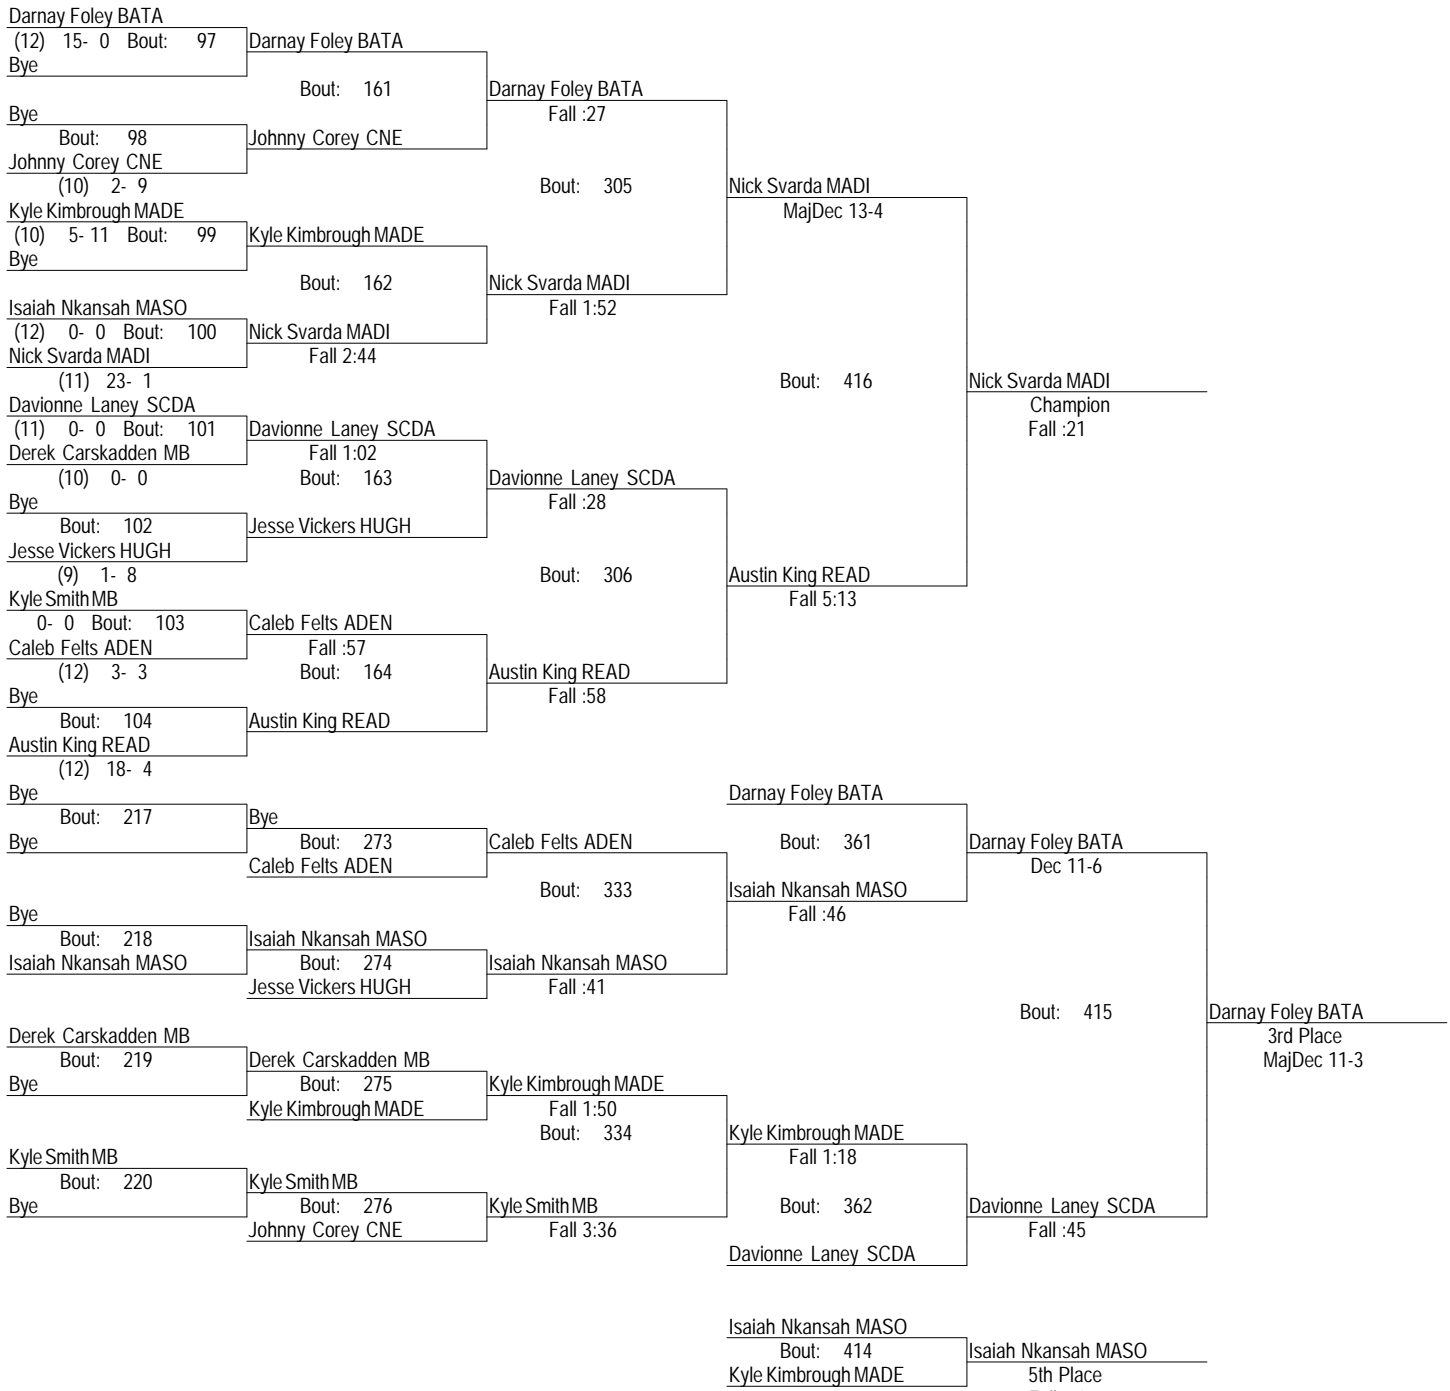 Darnay Foley BATA
(12) 15- 0 Bout: 97 Darnay Foley BATA
Bye
Bout: 161 Darnay Foley BATA
Bye Fall :27
Bout: 98 Johnny Corey CNE
Johnny Corey CNE
(10) 2- 9 Bout: 305 Nick Svarda MADI
Kyle Kimbrough MADE MajDec 13-4
(10) 5- 11 Bout: 99 Kyle Kimbrough MADE
Bye
Bout: 162 Nick Svarda MADI
Isaiah Nkansah MASO Fall 1:52
(12) 0- 0 Bout: 100 Nick Svarda MADI
Nick Svarda MADI Fall 2:44
(11) 23- 1 Bout: 416 Nick Svarda MADI
Davionne Laney SCDA Champion
(11) 0- 0 Bout: 101 Davionne Laney SCDA Fall :21
Derek Carskadden MB Fall 1:02
(10) 0- 0 Bout: 163 Davionne Laney SCDA
Bye Fall :28
Bout: 102 Jesse Vickers HUGH
Jesse Vickers HUGH
(9) 1- 8 Bout: 306 Austin King READ
Kyle Smith MB Fall 5:13
0- 0 Bout: 103 Caleb Felts ADEN
Caleb Felts ADEN Fall :57
(12) 3- 3 Bout: 164 Austin King READ
Bye Fall :58
Bout: 104 Austin King READ
Austin King READ
(12) 18- 4
Bye Darnay Foley BATA
Bout: 217 Bye
Bye Bout: 273 Caleb Felts ADEN Bout: 361 Darnay Foley BATA
Caleb Felts ADEN Dec 11-6
Bout: 333 Isaiah Nkansah MASO
Bye Fall :46
Bout: 218 Isaiah Nkansah MASO
Isaiah Nkansah MASO Bout: 274 Isaiah Nkansah MASO
Jesse Vickers HUGH Fall :41
Bout: 415 Darnay Foley BATA
Derek Carskadden MB 3rd Place
Bout: 219 Derek Carskadden MB MajDec 11-3
Bye Bout: 275 Kyle Kimbrough MADE
Kyle Kimbrough MADE Fall 1:50
Bout: 334 Kyle Kimbrough MADE
Kyle Smith MB Fall 1:18
Bout: 220 Kyle Smith MB
Bye Bout: 276 Kyle Smith MB Bout: 362 Davionne Laney SCDA
Johnny Corey CNE Fall 3:36 Fall :45
Davionne Laney SCDA
Isaiah Nkansah MASO
Bout: 414 Isaiah Nkansah MASO
Kyle Kimbrough MADE 5th Place